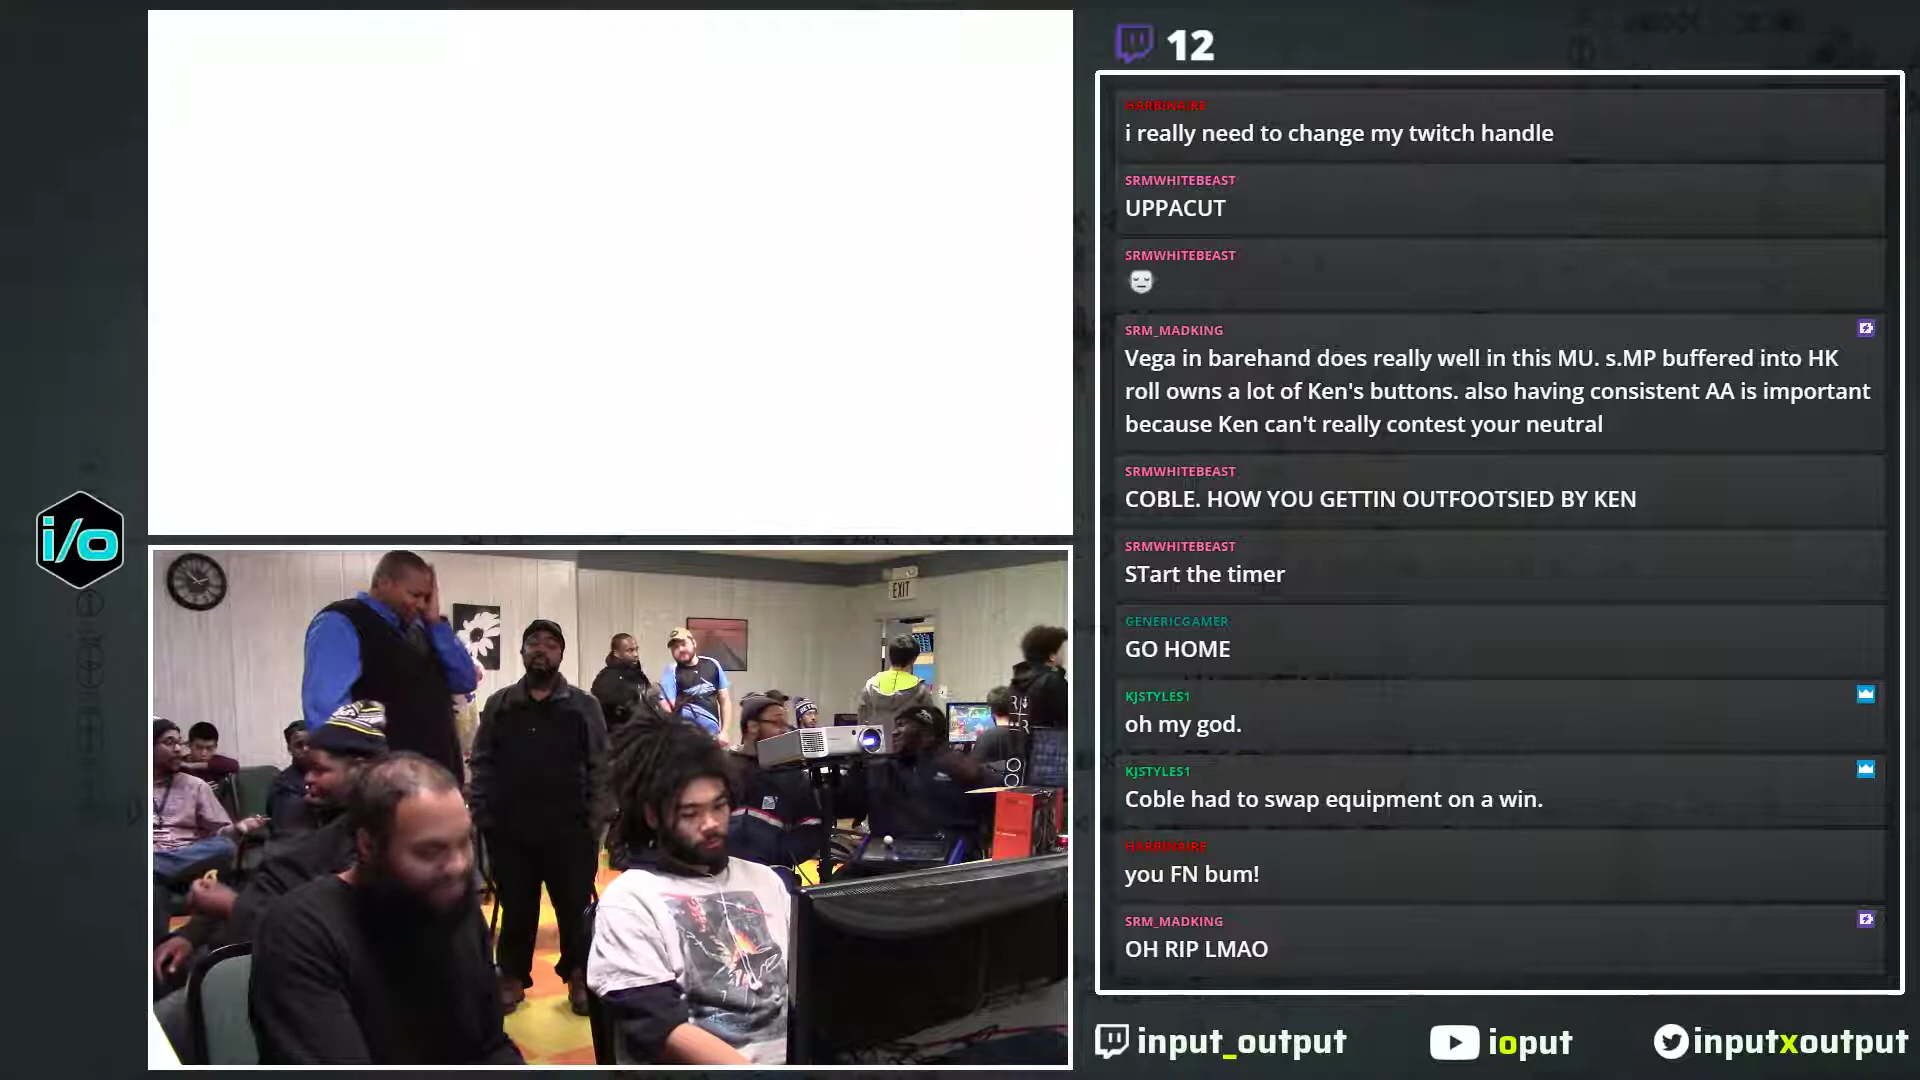 12
HARBINAIRE
i really need to change my twitch handle
SRMWHITEBEAST
UPPACUT
SRMWHITEBEAST
SRM_MADKING
Vega in barehand does really well in this MU. s.MP buffered into HK
roll owns a lot of Ken's buttons. also having consistent AA is important
because Ken can't really contest your neutral
SRMWHITEBEAST
COBLE. HOW YOU GETTIN OUTFOOTSIED BY KEN
SRMWHITEBEAST
STart the timer
GENERICGAMER
GO HOME
KJSTYLES1
oh my god.
KJSTYLES1
Coble had to swap equipment on a win.
HARBINAIRE
you FN bum!
SRM_MADKING
OH RIP LMAO
i/o
EXIT
input_output
ioput
inputxoutput